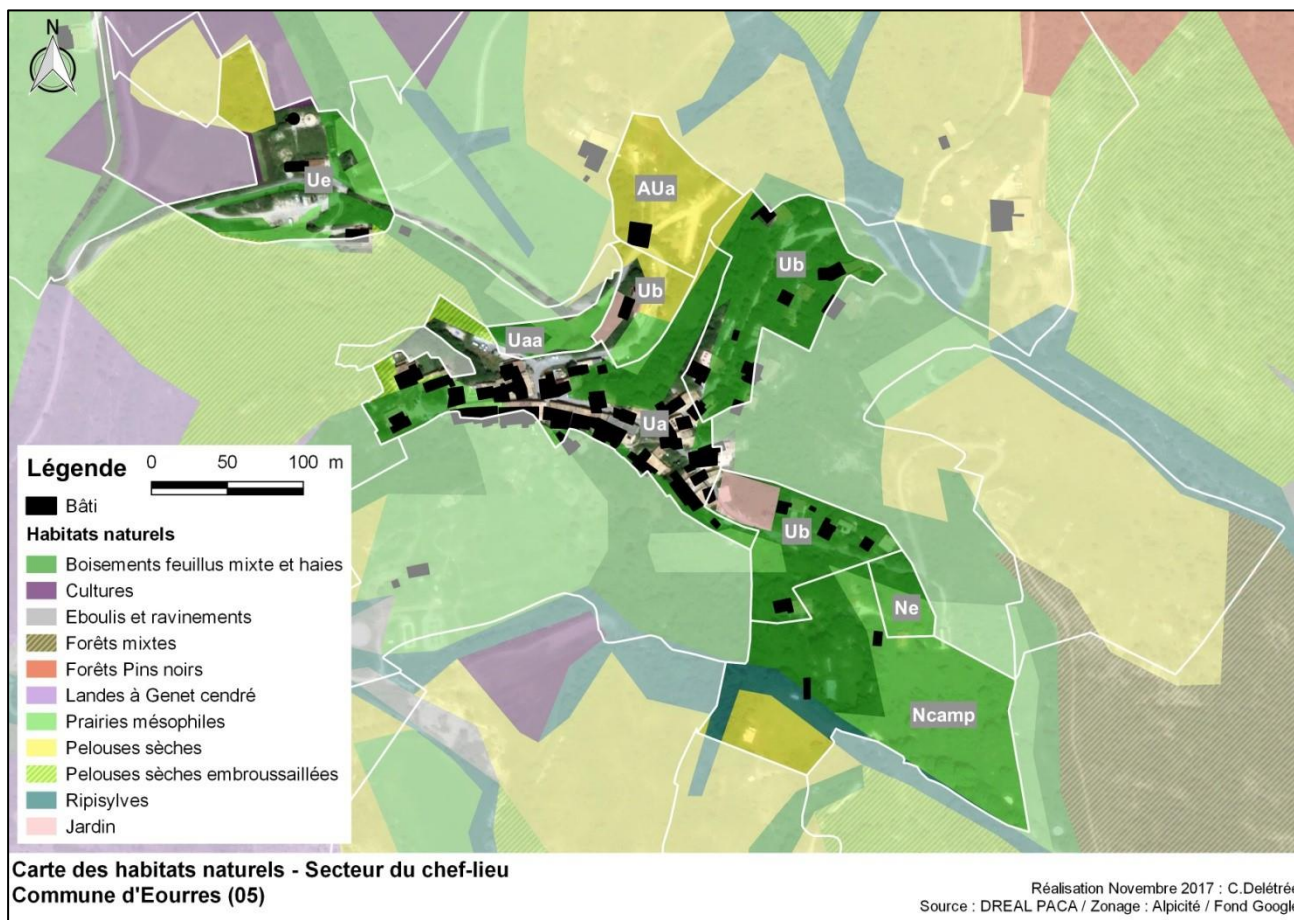 N
Ue
AUa
Ub
Ub
Uaa
Ua
Ub
Ne
Ncamp
Légende
0 50 100 m
Bâti
Habitats naturels
Boisements feuillus mixte et haies
Cultures
Eboulis et ravinements
Forêts mixtes
Forêts Pins noirs
Landes à Genet cendré
Prairies mésophiles
Pelouses sèches
Pelouses sèches embroussaillées
Ripisylves
Jardin
Carte des habitats naturels - Secteur du chef-lieu
Commune d'Eourres (05)
Réalisation Novembre 2017 : C.Delétrée
Source : DREAL PACA / Zonage : Alpicité / Fond Google